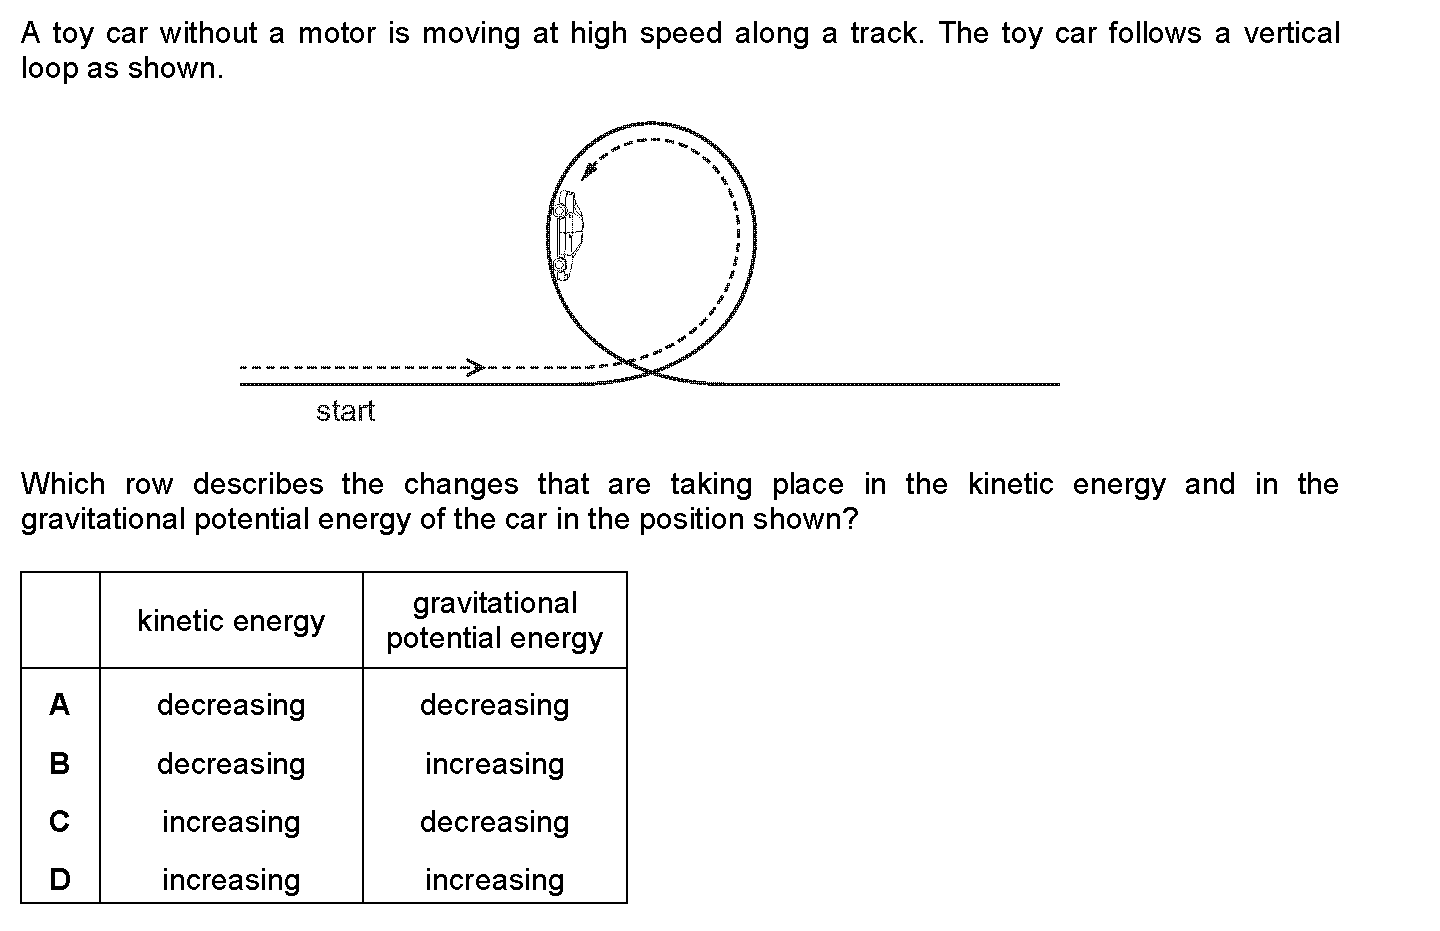 A toy car without a motor is moving at high speed along a track. The toy car follows a vertical
loop as shown.
start
Which row describes the changes that are taking place in the kinetic energy and in the
gravitational potential energy of the car in the position shown?
kinetic energy
gravitational
potential energy
A decreasing decreasing
B decreasing increasing
C increasing decreasing
D increasing increasing